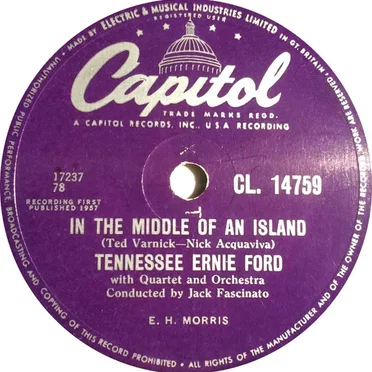 MADE BY ELECTRIC & MUSICAL INDUSTRIES LIMITED IN GT. BRITAIN
REGISTERED USER
Capitol
TRADE MARKS REGD.
A CAPITOL RECORDS, INC., U.S.A. RECORDING
17237
78
CL. 14759
RECORDING FIRST
PUBLISHED 1957
IN THE MIDDLE OF AN ISLAND
(Ted Varnick—Nick Acquaviva)
TENNESSEE ERNIE FORD
with Quartet and Orchestra
Conducted by Jack Fascinato
E. H. MORRIS
UNAUTHORIZED PUBLIC PERFORMANCE BROADCASTING AND COPYING OF THIS RECORD PROHIBITED • ALL RIGHTS OF THE MANUFACTURER AND OF THE OWNER OF THE RECORDED WORK ARE RESERVED